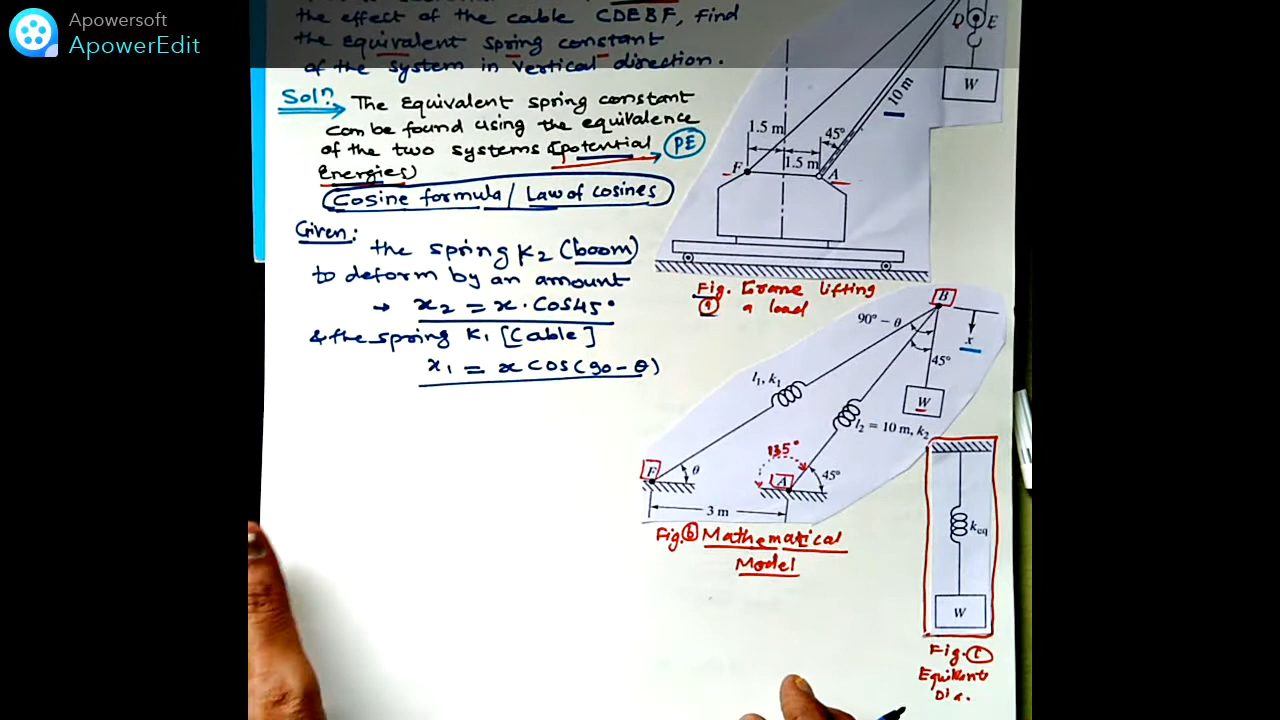 Apowersoft
ApowerEdit
the effect of the cable CDEBF, Find
the equivalent spring constant
of the system in vertical direction.
Solⁿ → The equivalent spring constant
can be found using the equivalence
of the two systems (potential → PE
Energies)
Cosine formula / Law of cosines
Given:
the spring K2 (boom)
to deform by an amount
→ x2 = x . cos45°
& the spring K1 [Cable]
x1 = x cos(90-θ)
D
E
W
10 m
1.5 m
45°
1.5 m
F
A
Fig. Crane lifting
a a load
B
90° − θ
x
45°
l1, k1
W
l2 = 10 m, k2
135°
F
θ
A
45°
3 m
Fig. b Mathematical
Model
keq
W
Fig. c
Dia.